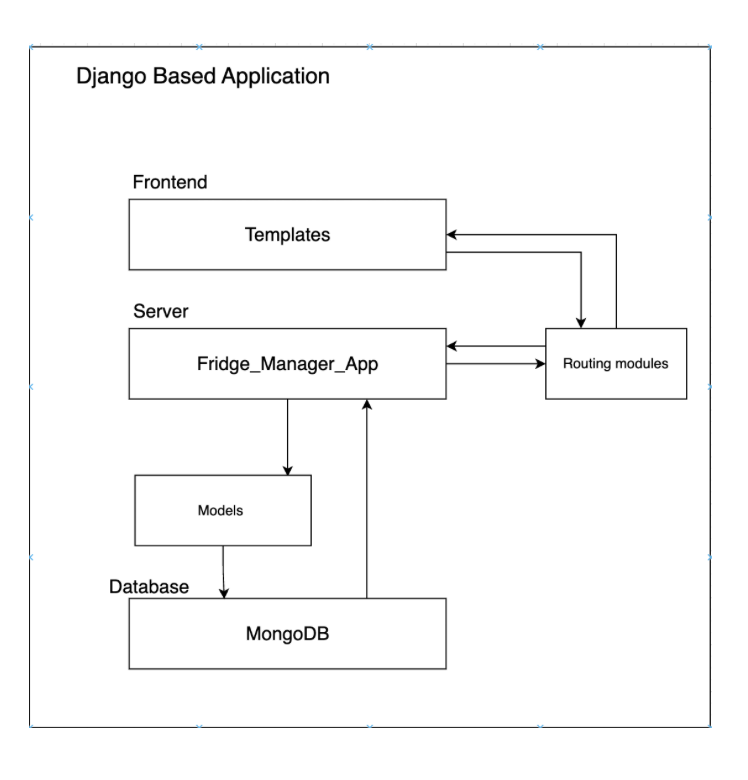 Django Based Application
Frontend
Templates
Server
Fridge_Manager_App
Routing modules
Models
Database
MongoDB